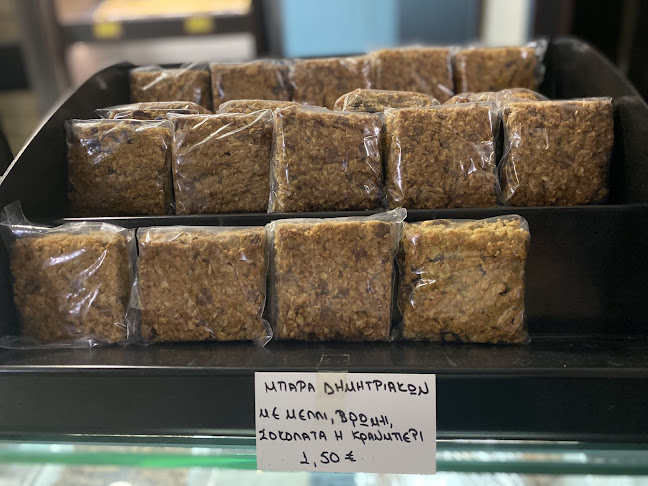 ΜΠΑΡΑ ΔΗΜΗΤΡΙΑΚΩΝ
ΜΕ ΜΕΛΙ, ΒΡΩΜΗ,
ΣΟΚΟΛΑΤΑ Η ΚΡΑΝΜΠΕΡΙ
1,50 €